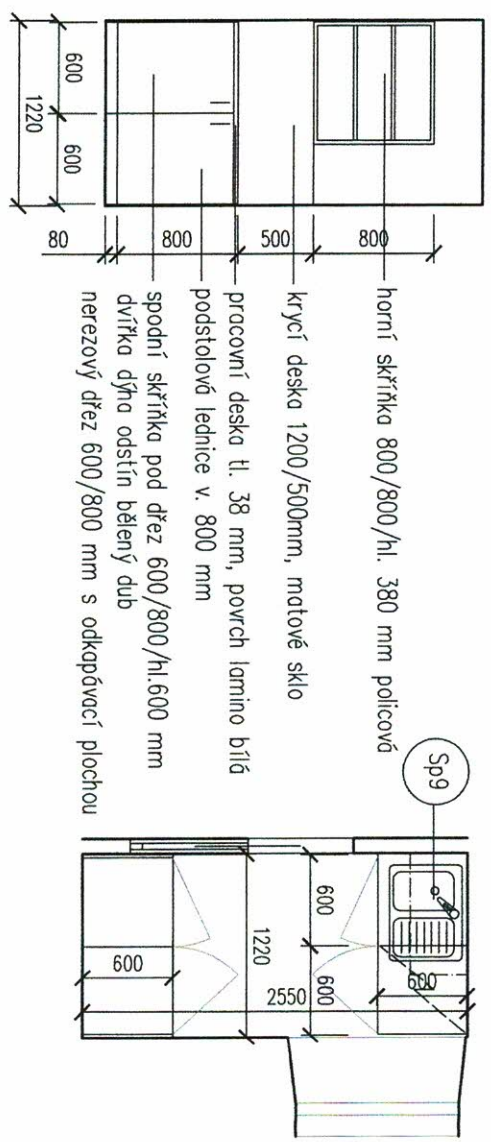 horní skříňka 800/800/hl. 380 mm policová
krycí deska 1200/500mm, matové sklo
pracovní deska tl. 38 mm, povrch lamino bílá
podstolová lednice v. 800 mm
spodní skříňka pod dřez 600/800/hl.600 mm
dvířka dýha odstín bělený dub
nerezový dřez 600/800 mm s odkapávací plochou
600
600
1220
80
800
500
800
Sp9
600
600
1220
600
2550
600